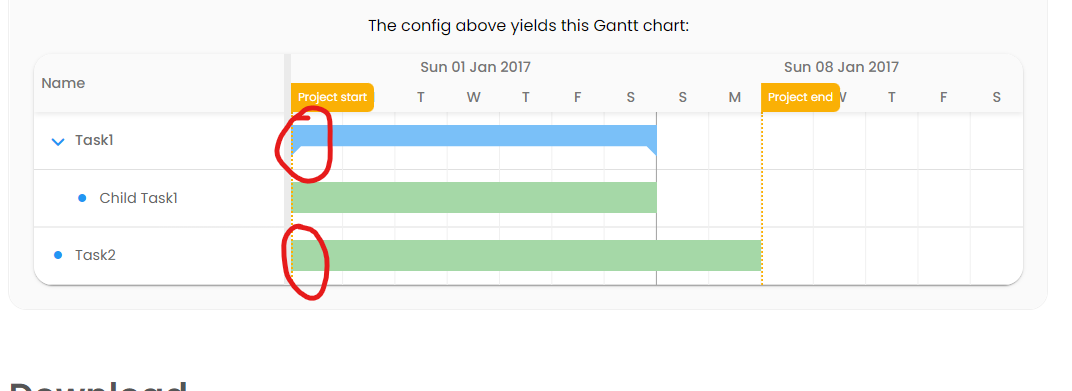 The config above yields this Gantt chart:
Name
Sun 01 Jan 2017 Sun 08 Jan 2017
Project start T W T F S S M Project end W T F S
Task1
Child Task1
Task2
Download